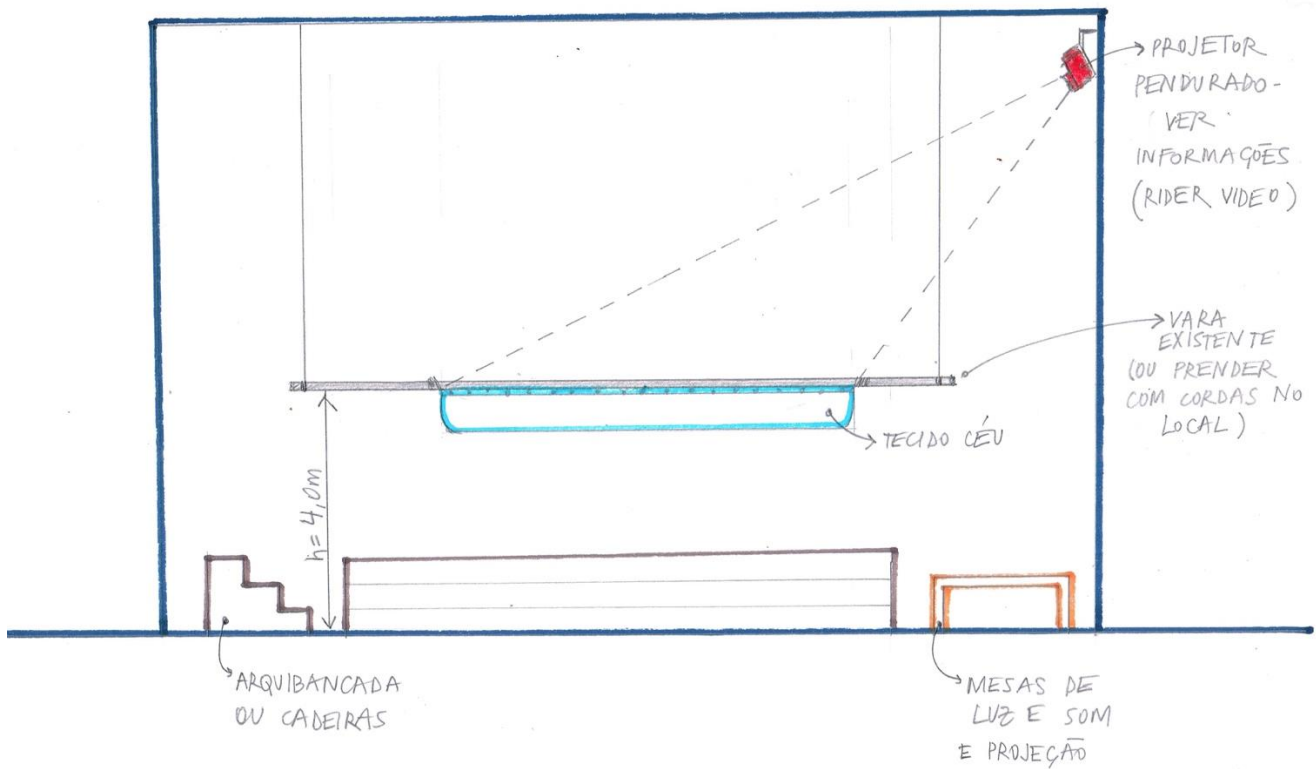 PROJETOR
PENDURADO-
VER
INFORMAÇÕES
(RIDER VIDEO)
VARA
EXISTENTE
(OU PRENDER
COM CORDAS NO
LOCAL)
TECIDO CÉU
h=4,0m
ARQUIBANCADA
OU CADEIRAS
MESAS DE
LUZ E SOM
E PROJEÇÃO